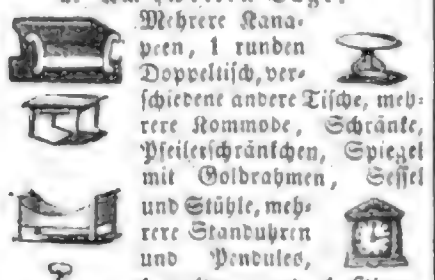 Mehrere Kana-
peen, 1 runden
Doppeltisch, ver-
schiedene andere Tische, meh-
rere Kommode, Schränke,
Pfeilerschränkchen, Spiegel
mit Goldrahmen, Sessel
und Stühle, meh-
rere Standuhren
und Pendules,